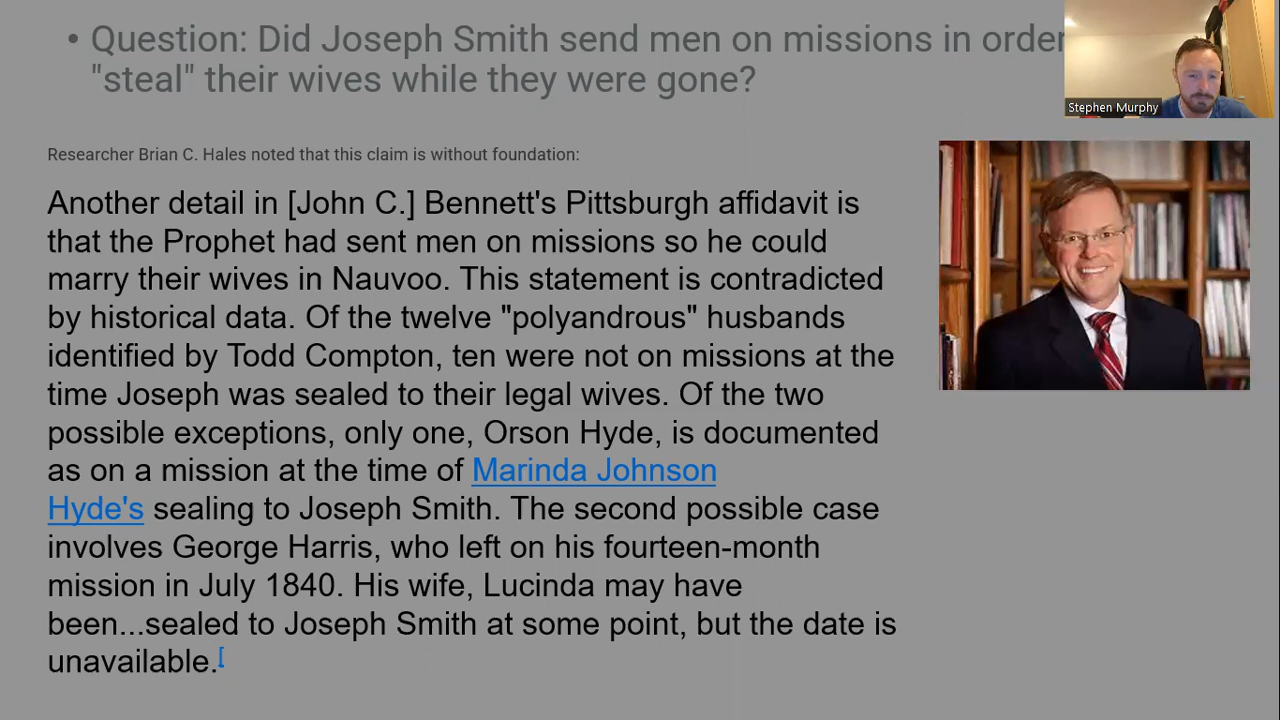 • Question: Did Joseph Smith send men on missions in order
"steal" their wives while they were gone?
Stephen Murphy
Researcher Brian C. Hales noted that this claim is without foundation:
Another detail in [John C.] Bennett's Pittsburgh affidavit is
that the Prophet had sent men on missions so he could
marry their wives in Nauvoo. This statement is contradicted
by historical data. Of the twelve "polyandrous" husbands
identified by Todd Compton, ten were not on missions at the
time Joseph was sealed to their legal wives. Of the two
possible exceptions, only one, Orson Hyde, is documented
as on a mission at the time of Marinda Johnson
Hyde's sealing to Joseph Smith. The second possible case
involves George Harris, who left on his fourteen-month
mission in July 1840. His wife, Lucinda may have
been...sealed to Joseph Smith at some point, but the date is
unavailable.[